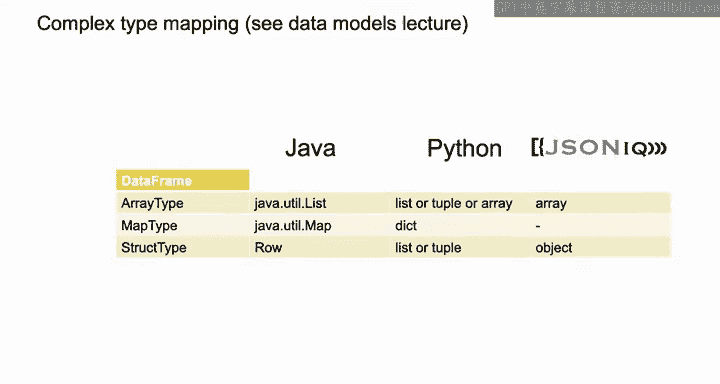 Complex type mapping (see data models lecture)
Java Python [{JSONIQ}))
DataFrame
ArrayType java.util.List list or tuple or array array
MapType java.util.Map dict -
StructType Row list or tuple object